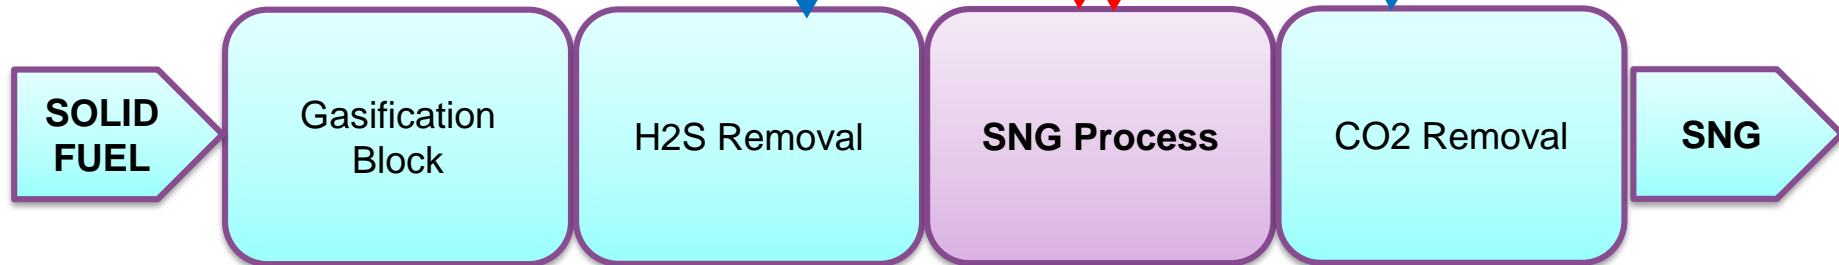 SOLID
FUEL
Gasification
Block
H2S Removal
SNG Process
CO2 Removal
SNG